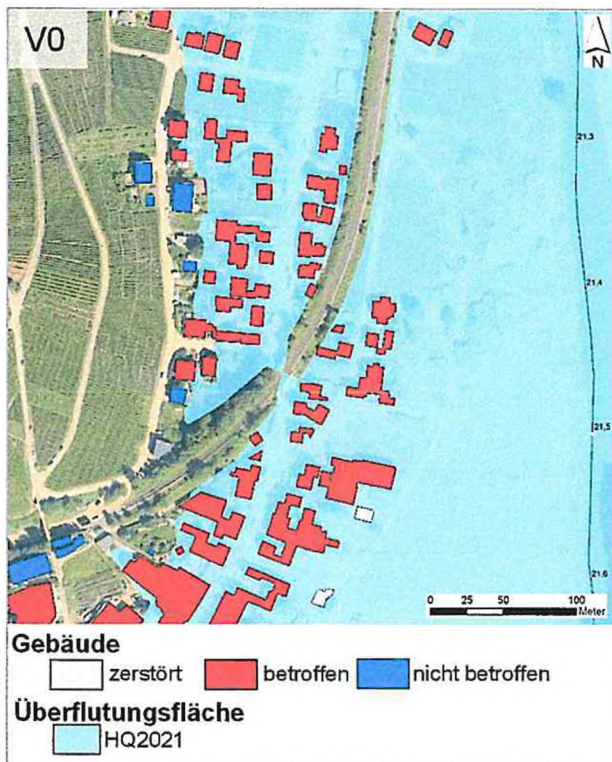 V0
N
21,3
21,4
21,5
21,6
0 25 50 100
Meter
Gebäude
zerstört betroffen nicht betroffen
Überflutungsfläche
HQ2021